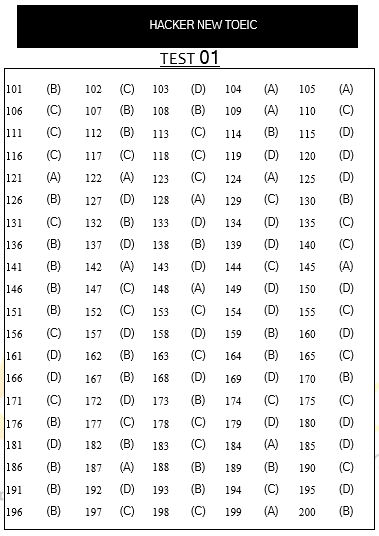 HACKER NEW TOEIC
TEST 01
101 (B) 102 (C) 103 (D) 104 (A) 105 (A)
106 (C) 107 (B) 108 (B) 109 (A) 110 (C)
111 (C) 112 (B) 113 (C) 114 (B) 115 (D)
116 (C) 117 (C) 118 (C) 119 (D) 120 (D)
121 (A) 122 (A) 123 (C) 124 (A) 125 (D)
126 (B) 127 (D) 128 (A) 129 (C) 130 (B)
131 (C) 132 (B) 133 (D) 134 (D) 135 (C)
136 (B) 137 (D) 138 (B) 139 (D) 140 (C)
141 (B) 142 (A) 143 (D) 144 (C) 145 (A)
146 (B) 147 (C) 148 (A) 149 (D) 150 (D)
151 (B) 152 (C) 153 (C) 154 (D) 155 (C)
156 (C) 157 (D) 158 (D) 159 (B) 160 (D)
161 (D) 162 (B) 163 (C) 164 (B) 165 (C)
166 (D) 167 (B) 168 (D) 169 (D) 170 (B)
171 (C) 172 (D) 173 (B) 174 (C) 175 (C)
176 (B) 177 (C) 178 (C) 179 (D) 180 (D)
181 (D) 182 (B) 183 (C) 184 (A) 185 (D)
186 (B) 187 (A) 188 (B) 189 (B) 190 (C)
191 (B) 192 (D) 193 (B) 194 (C) 195 (D)
196 (B) 197 (C) 198 (C) 199 (A) 200 (B)